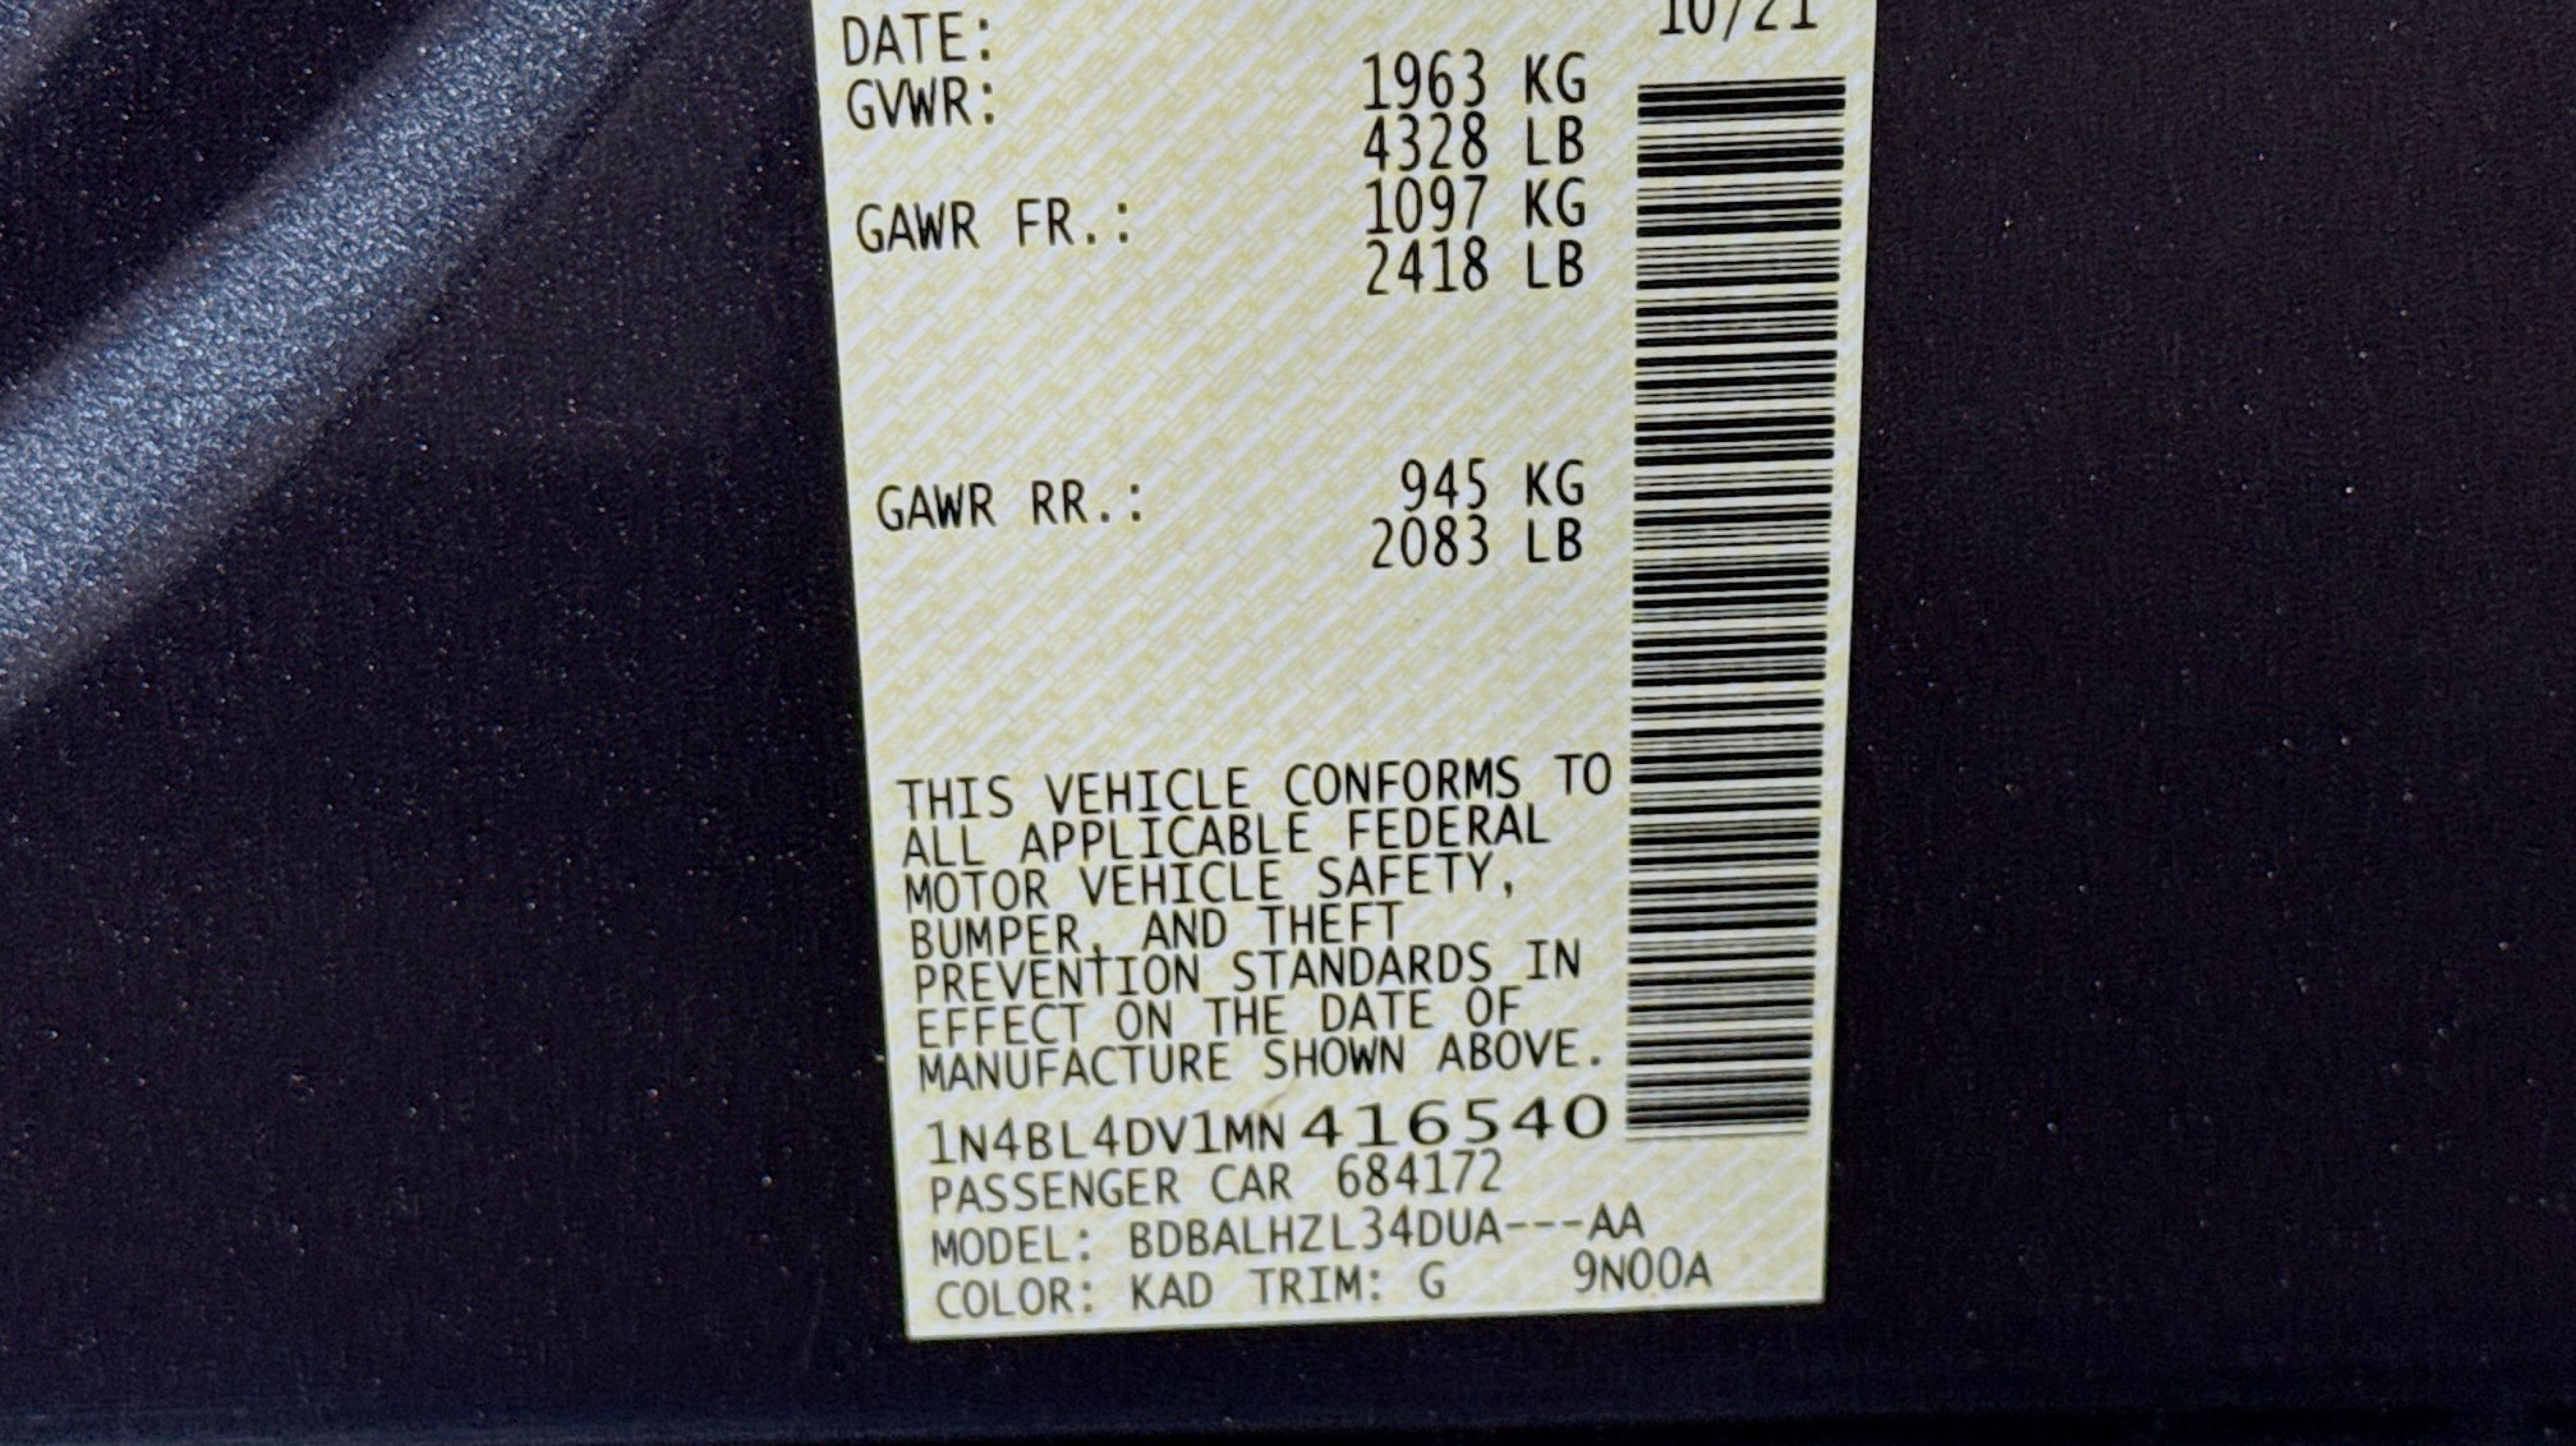 DATE: 10/21
GVWR: 1963 KG
4328 LB
GAWR FR.: 1097 KG
2418 LB
GAWR RR.: 945 KG
2083 LB
THIS VEHICLE CONFORMS TO
ALL APPLICABLE FEDERAL
MOTOR VEHICLE SAFETY,
BUMPER, AND THEFT
PREVENTION STANDARDS IN
EFFECT ON THE DATE OF
MANUFACTURE SHOWN ABOVE.
1N4BL4DV1MN416540
PASSENGER CAR 684172
MODEL: BDBALHZL34DUA---AA
COLOR: KAD TRIM: G 9N00A